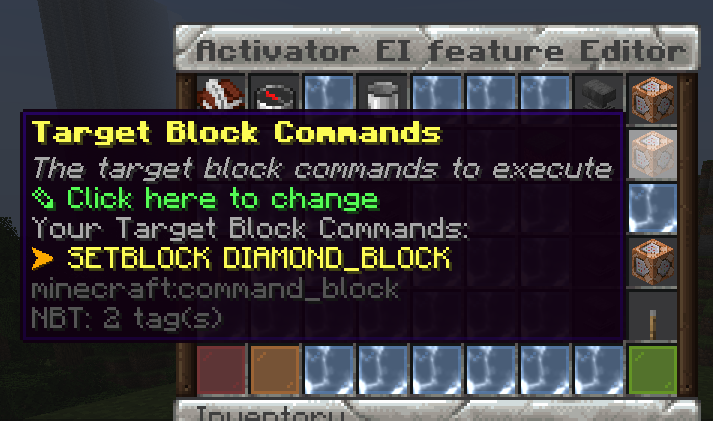 Activator EI feature Editor
Target Block Commands
The target block commands to execute
✎ Click here to change
Your Target Block Commands:
➤ SETBLOCK DIAMOND_BLOCK
minecraft:command_block
NBT: 2 tag(s)
Inventory